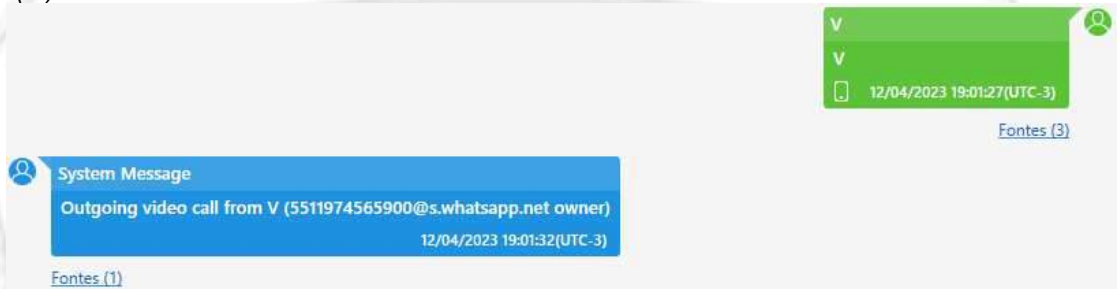 V
V
12/04/2023 19:01:27(UTC-3)
Fontes (3)
System Message
Outgoing video call from V (5511974565900@s.whatsapp.net owner)
12/04/2023 19:01:32(UTC-3)
Fontes (1)